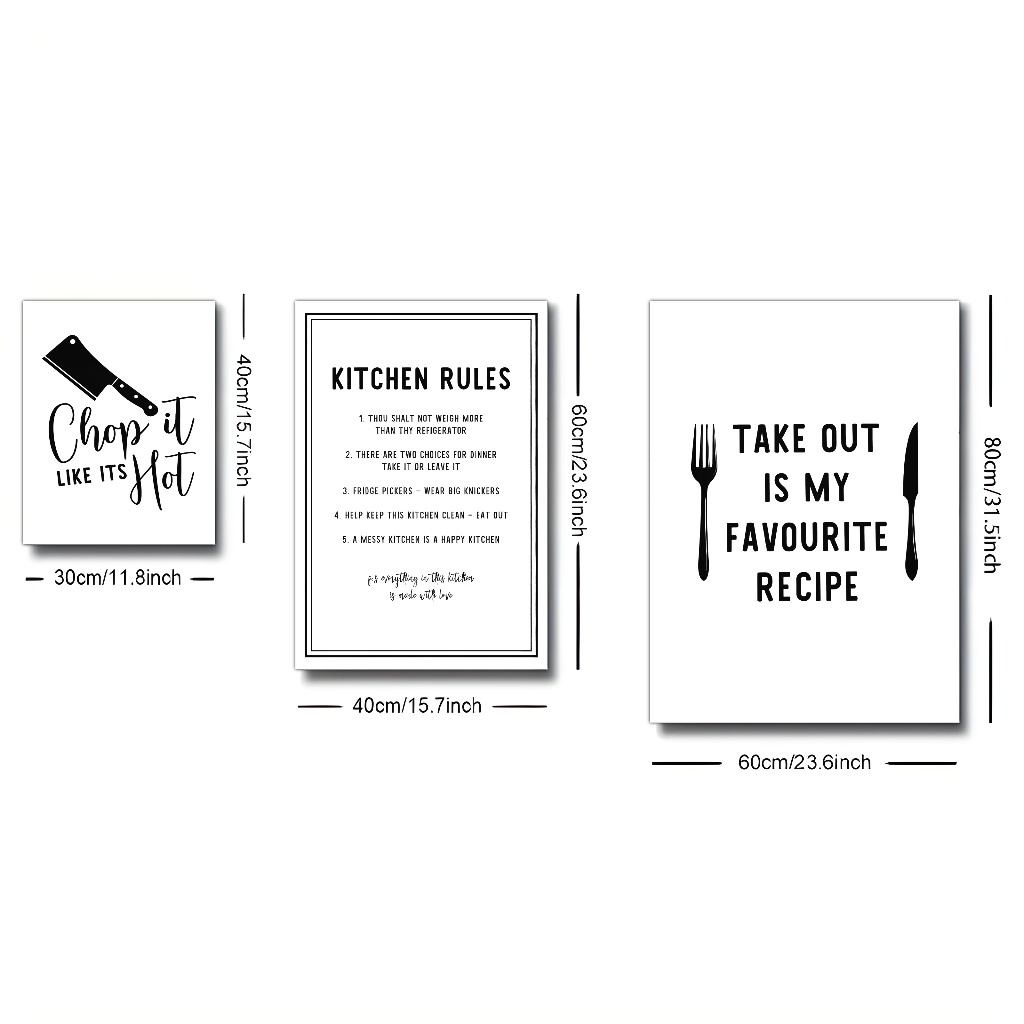 Chop it
LIKE ITS Hot
40cm/15.7inch
30cm/11.8inch
KITCHEN RULES
1. THOU SHALT NOT WEIGH MORE
THAN THY REFIGERATOR
2. THERE ARE TWO CHOICES FOR DINNER
TAKE IT OR LEAVE IT
3. FRIDGE PICKERS - WEAR BIG KNICKERS
4. HELP KEEP THIS KITCHEN CLEAN - EAT OUT
5. A MESSY KITCHEN IS A HAPPY KITCHEN
p.s everything in this kitchen
is made with love
60cm/23.6inch
40cm/15.7inch
TAKE OUT
IS MY
FAVOURITE
RECIPE
80cm/31.5inch
60cm/23.6inch